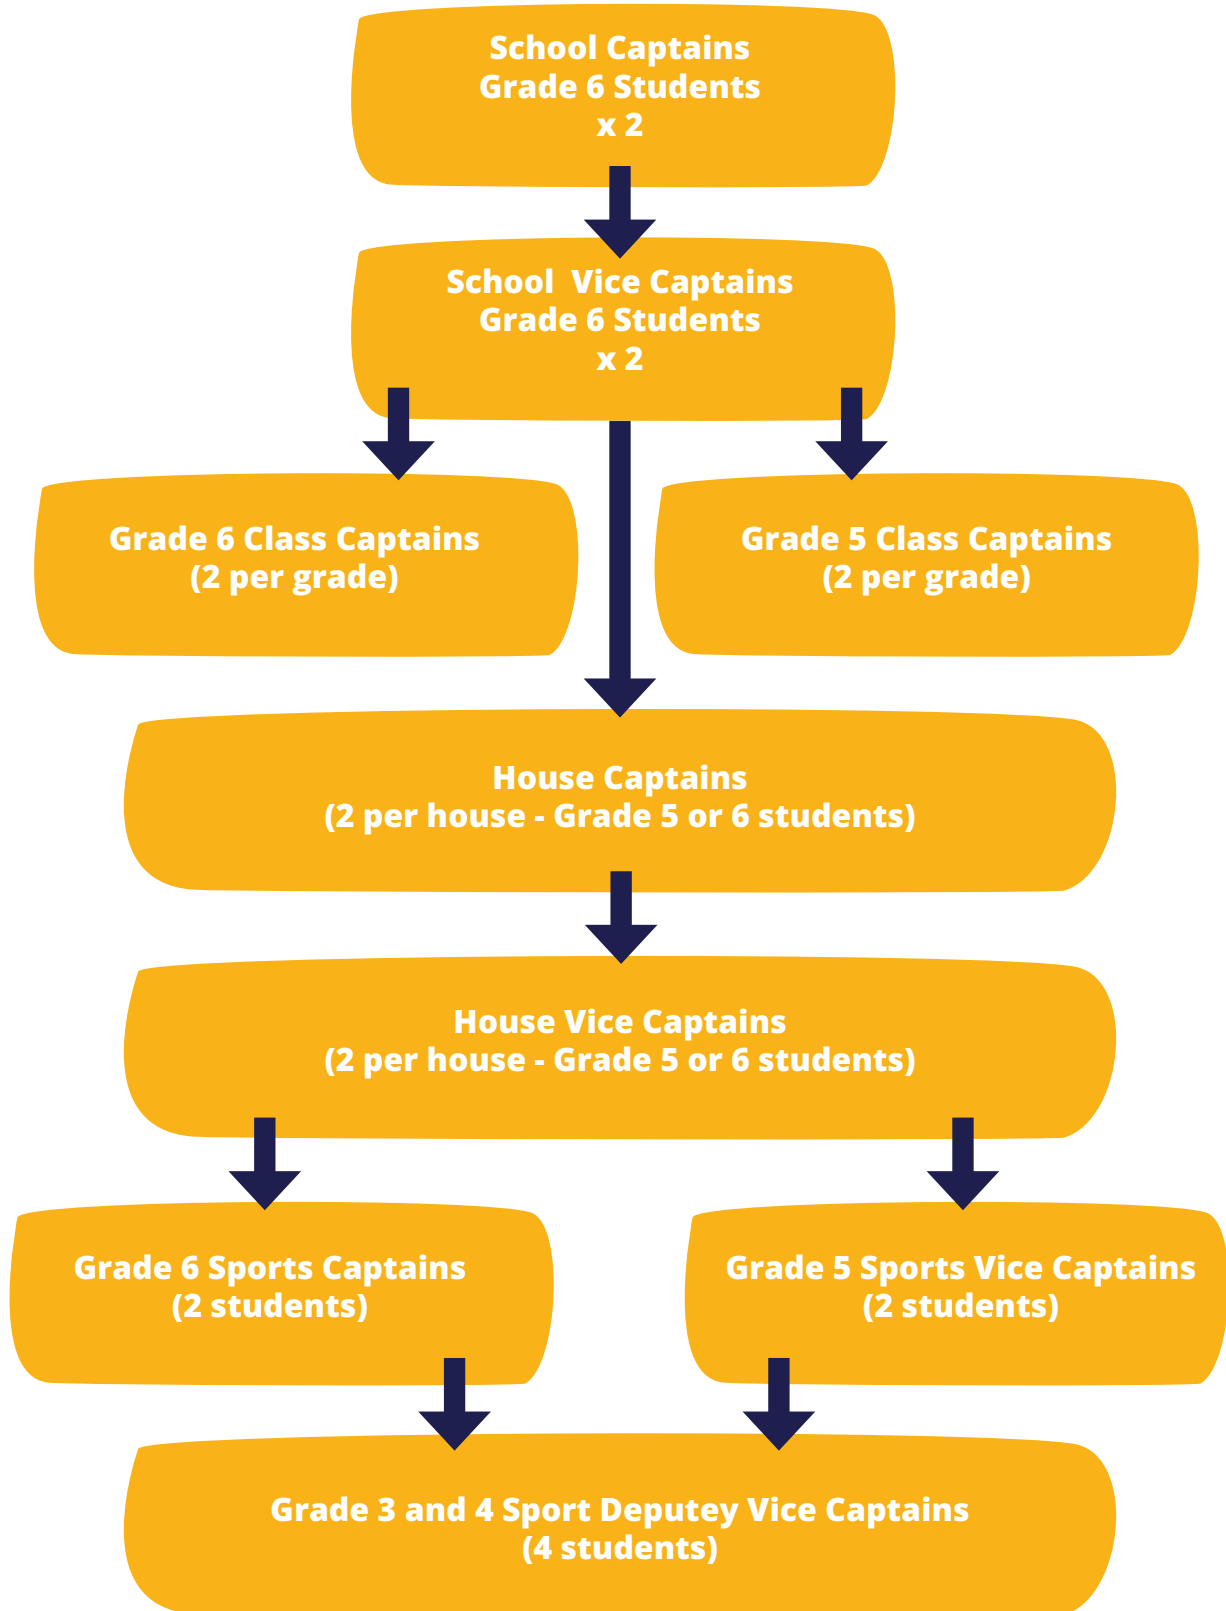 School Captains
Grade 6 Students
x 2
School  Vice Captains
Grade 6 Students
x 2
Grade 6 Class Captains
(2 per grade)
Grade 5 Class Captains
(2 per grade)
House Captains
(2 per house - Grade 5 or 6 students)
House Vice Captains
(2 per house - Grade 5 or 6 students)
Grade 6 Sports Captains
(2 students)
Grade 5 Sports Vice Captains
(2 students)
Grade 3 and 4 Sport Deputey Vice Captains
(4 students)